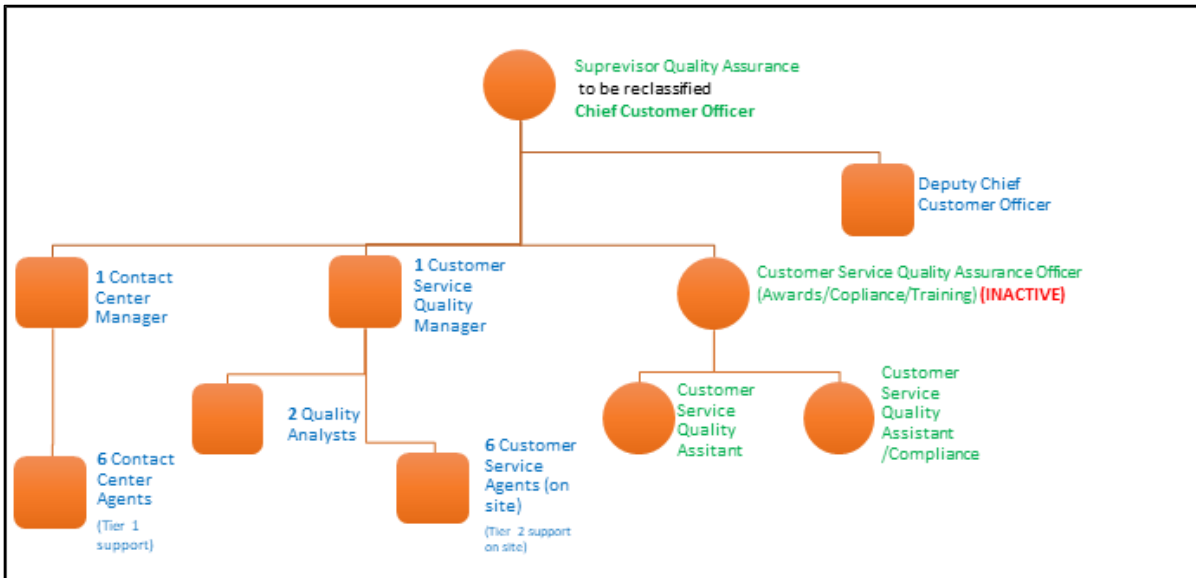 Suprevisor Quality Assurance
to be reclassified
Chief Customer Officer
Deputy Chief
Customer Officer
1 Contact
Center
Manager
1 Customer
Service
Quality
Manager
Customer Service Quality Assurance Officer
(Awards/Copliance/Training) (INACTIVE)
2 Quality
Analysts
Customer
Service
Quality
Assitant
Customer
Service
Quality
Assistant
/Compliance
6 Contact
Center
Agents
(Tier 1
support)
6 Customer
Service
Agents (on
site)
(Tier 2 support
on site)